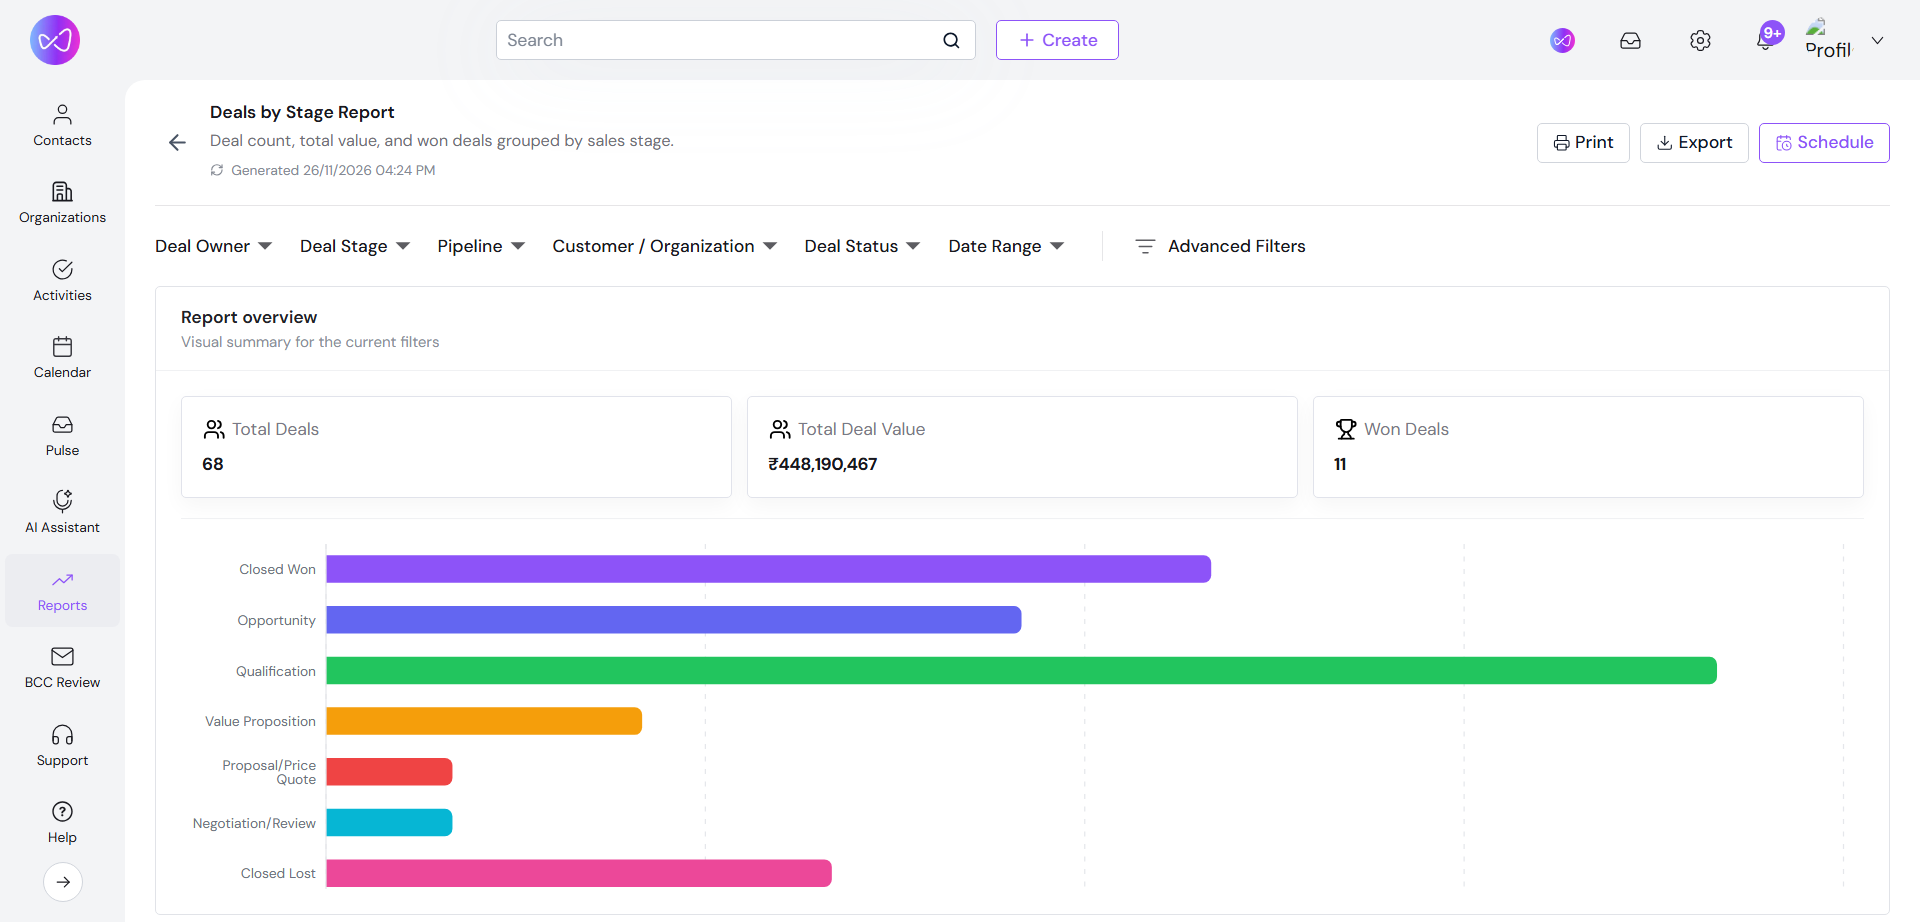 Search
+ Create
9+
Profil
Contacts
Organizations
Activities
Calendar
Pulse
AI Assistant
Reports
BCC Review
Support
Help
Deals by Stage Report
Deal count, total value, and won deals grouped by sales stage.
Generated 26/11/2026 04:24 PM
Print
Export
Schedule
Deal Owner
Deal Stage
Pipeline
Customer / Organization
Deal Status
Date Range
Advanced Filters
Report overview
Visual summary for the current filters
Total Deals
68
Total Deal Value
₹448,190,467
Won Deals
11
Closed Won
Opportunity
Qualification
Value Proposition
Proposal/Price
Quote
Negotiation/Review
Closed Lost